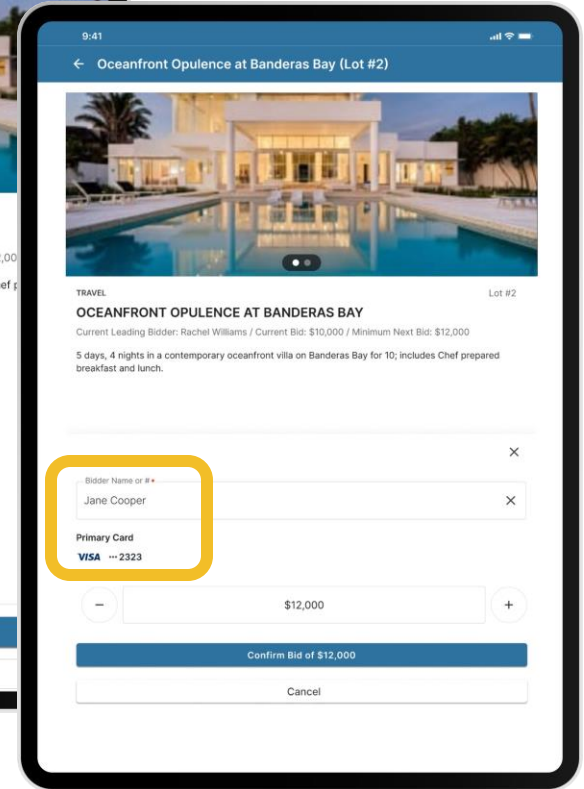 9:41
← Oceanfront Opulence at Banderas Bay (Lot #2)
TRAVEL
Lot #2
OCEANFRONT OPULENCE AT BANDERAS BAY
Current Leading Bidder: Rachel Williams / Current Bid: $10,000 / Minimum Next Bid: $12,000
5 days, 4 nights in a contemporary oceanfront villa on Banderas Bay for 10; includes Chef prepared
breakfast and lunch.
Bidder Name or # *
Jane Cooper
Primary Card
VISA ··· 2323
− $12,000 +
Confirm Bid of $12,000
Cancel